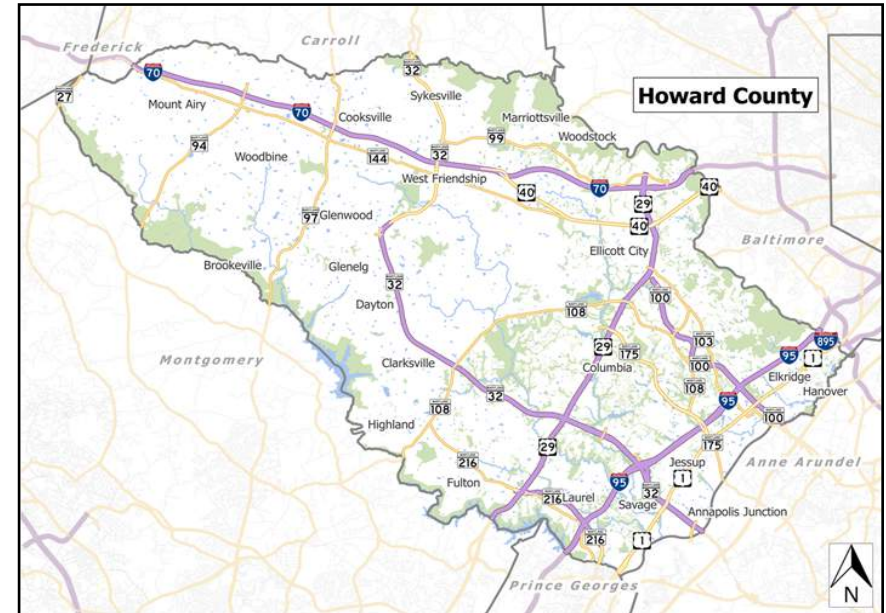 Frederick
Carroll
Howard County
70
27
Mount Airy
70
32
Sykesville
Marriottsville
Cooksville
94
99
Woodstock
Woodbine
144
32
West Friendship
70
40
29
40
40
97
Glenwood
Ellicott City
Baltimore
Brookeville
Glenelg
32
Dayton
100
108
29
175
103
895
95
1
Montgomery
Clarksville
Columbia
100
Elkridge
32
108
Hanover
95
108
100
Highland
29
175
216
Jessup
Anne Arundel
Fulton
95
1
32
216
Laurel
Savage
Annapolis Junction
216
1
Prince Georges
N